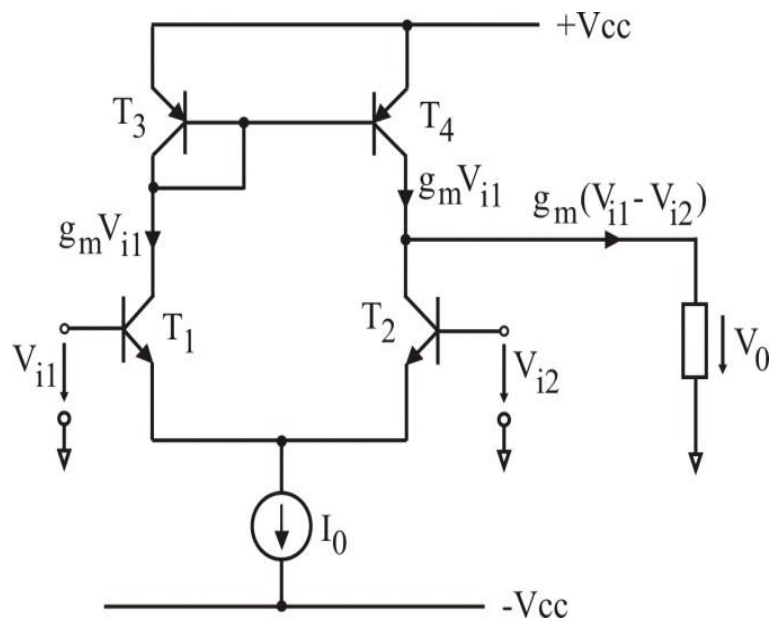 +Vcc
T3
T4
gmVi1
gmVi1
gm(Vi1 - Vi2)
T1
T2
Vi1
Vi2
V0
I0
-Vcc